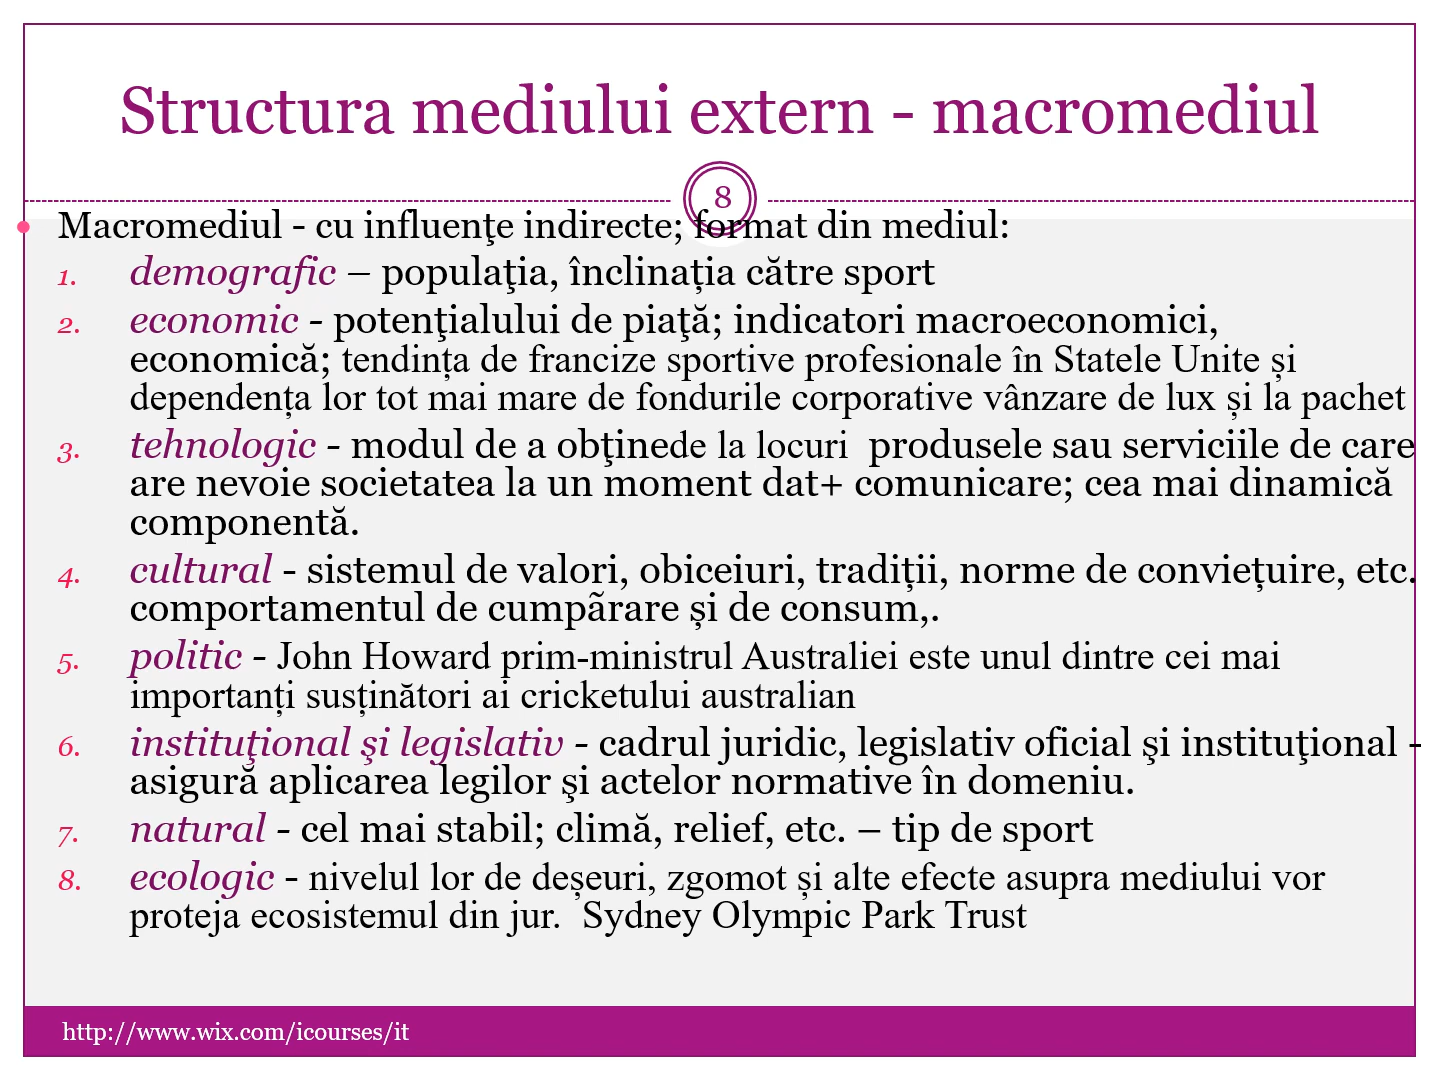 Structura mediului extern - macromediul
8
• Macromediul - cu influenţe indirecte; format din mediul:
1. demografic – populaţia, înclinația către sport
2. economic - potenţialului de piaţă; indicatori macroeconomici,
economică; tendința de francize sportive profesionale în Statele Unite și
dependența lor tot mai mare de fondurile corporative vânzare de lux și la pachet
3. tehnologic - modul de a obţinede la locuri  produsele sau serviciile de care
are nevoie societatea la un moment dat+ comunicare; cea mai dinamică
componentă.
4. cultural - sistemul de valori, obiceiuri, tradiții, norme de conviețuire, etc.
comportamentul de cumpãrare și de consum,.
5. politic - John Howard prim-ministrul Australiei este unul dintre cei mai
importanți susținători ai cricketului australian
6. instituţional şi legislativ - cadrul juridic, legislativ oficial şi instituţional -
asigură aplicarea legilor şi actelor normative în domeniu.
7. natural - cel mai stabil; climă, relief, etc. – tip de sport
8. ecologic - nivelul lor de deșeuri, zgomot și alte efecte asupra mediului vor
proteja ecosistemul din jur.  Sydney Olympic Park Trust
http://www.wix.com/icourses/it